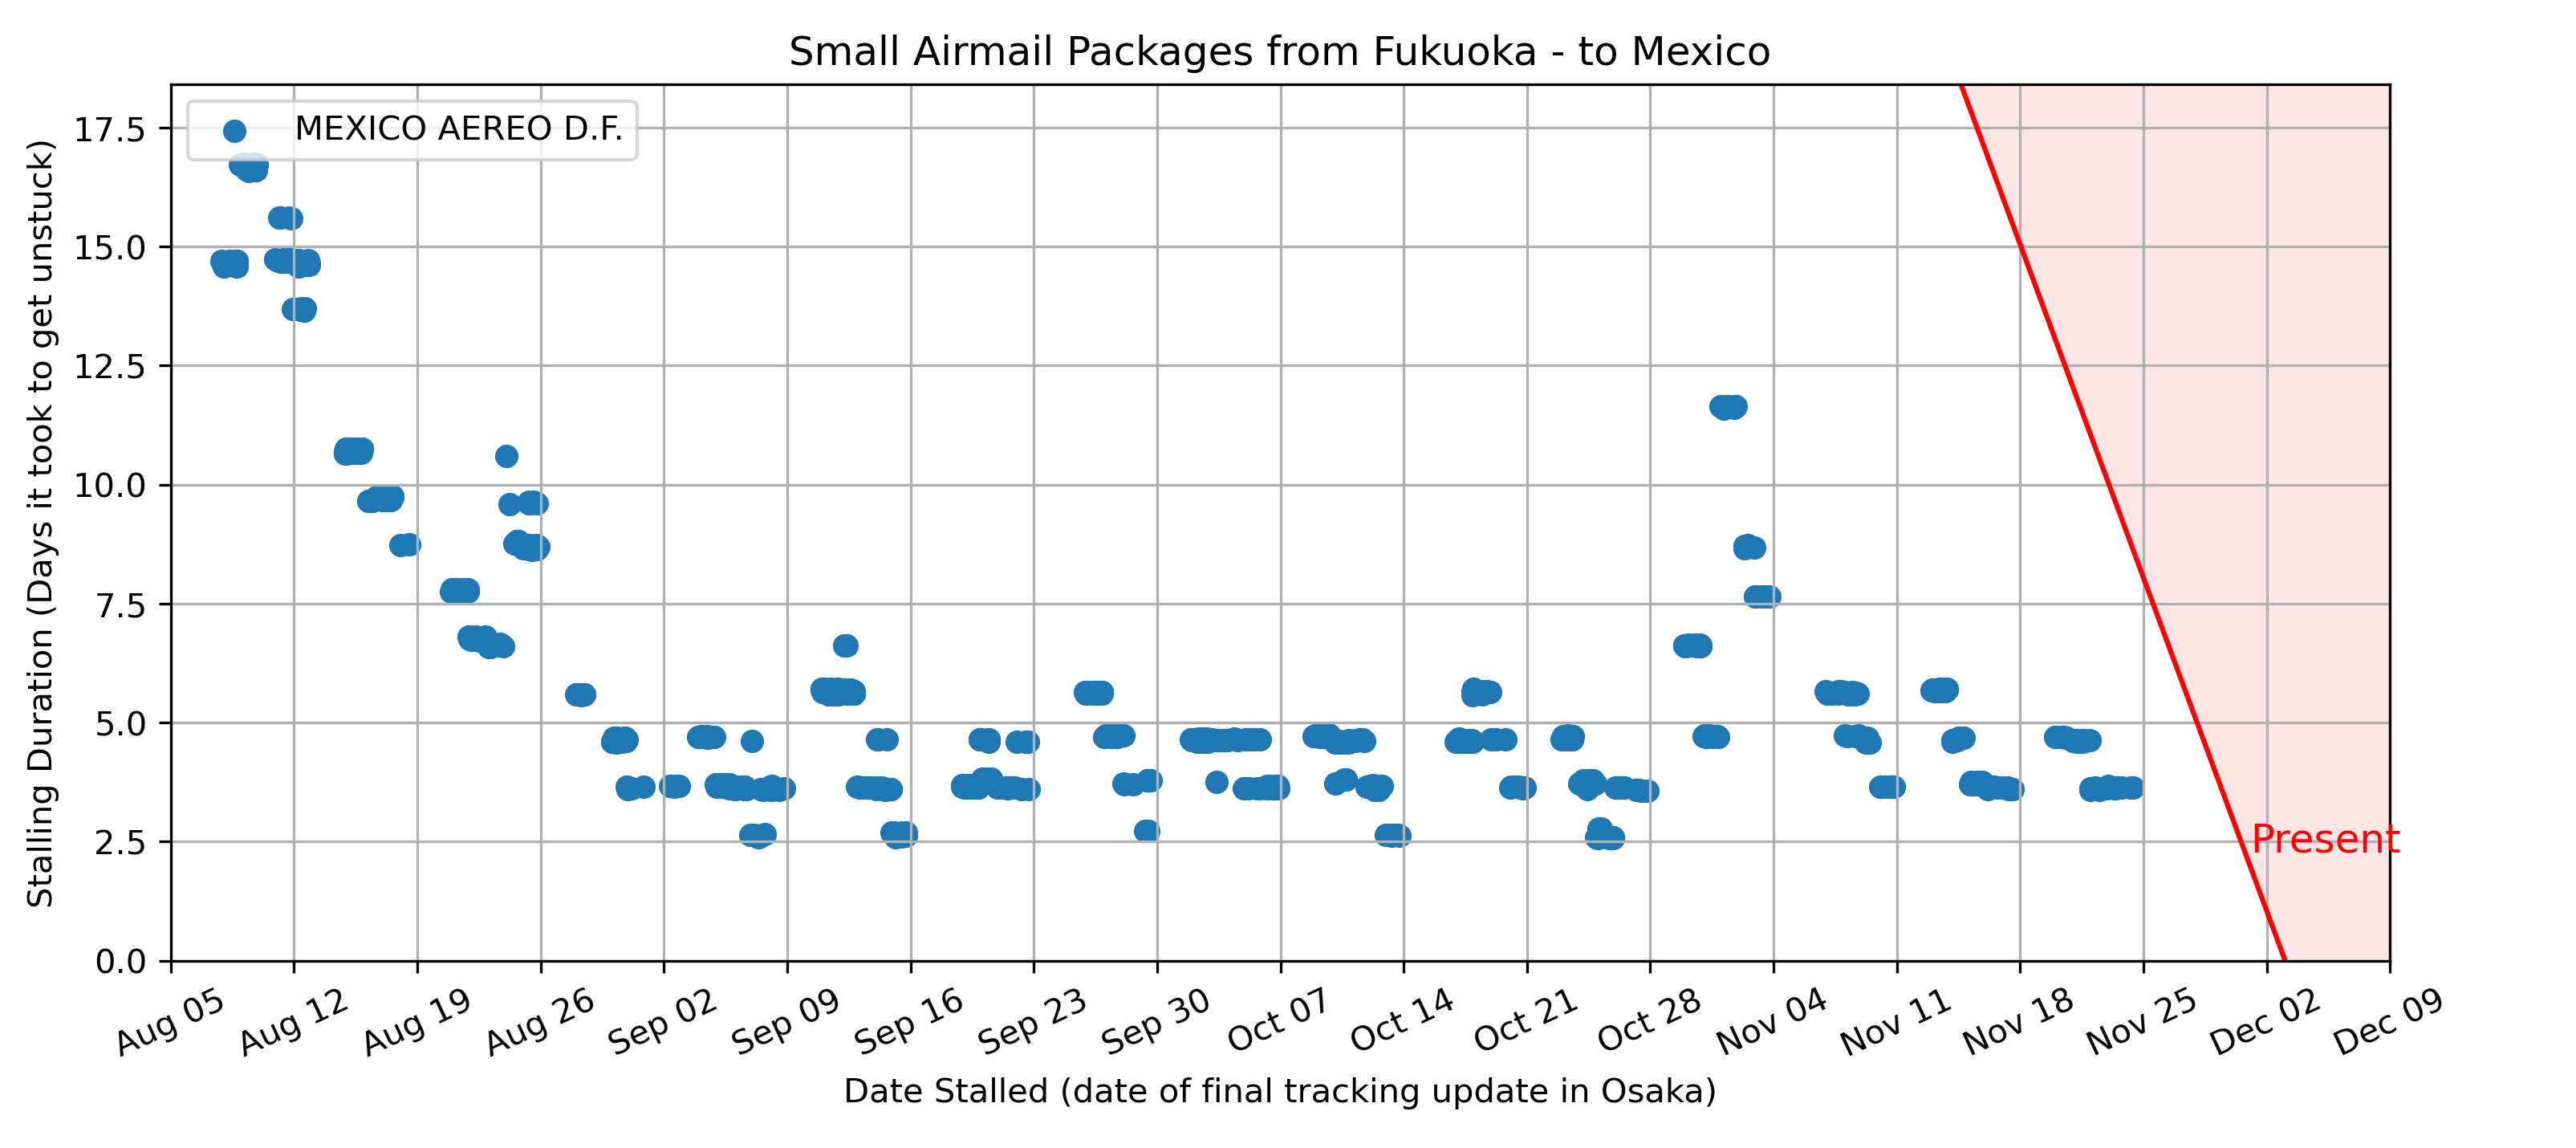 Small Airmail Packages from Fukuoka - to Mexico
MEXICO AEREO D.F.
Stalling Duration (Days it took to get unstuck)
17.5
15.0
12.5
10.0
7.5
5.0
2.5
0.0
Present
Aug 05 Aug 12 Aug 19 Aug 26 Sep 02 Sep 09 Sep 16 Sep 23 Sep 30 Oct 07 Oct 14 Oct 21 Oct 28 Nov 04 Nov 11 Nov 18 Nov 25 Dec 02 Dec 09
Date Stalled (date of final tracking update in Osaka)